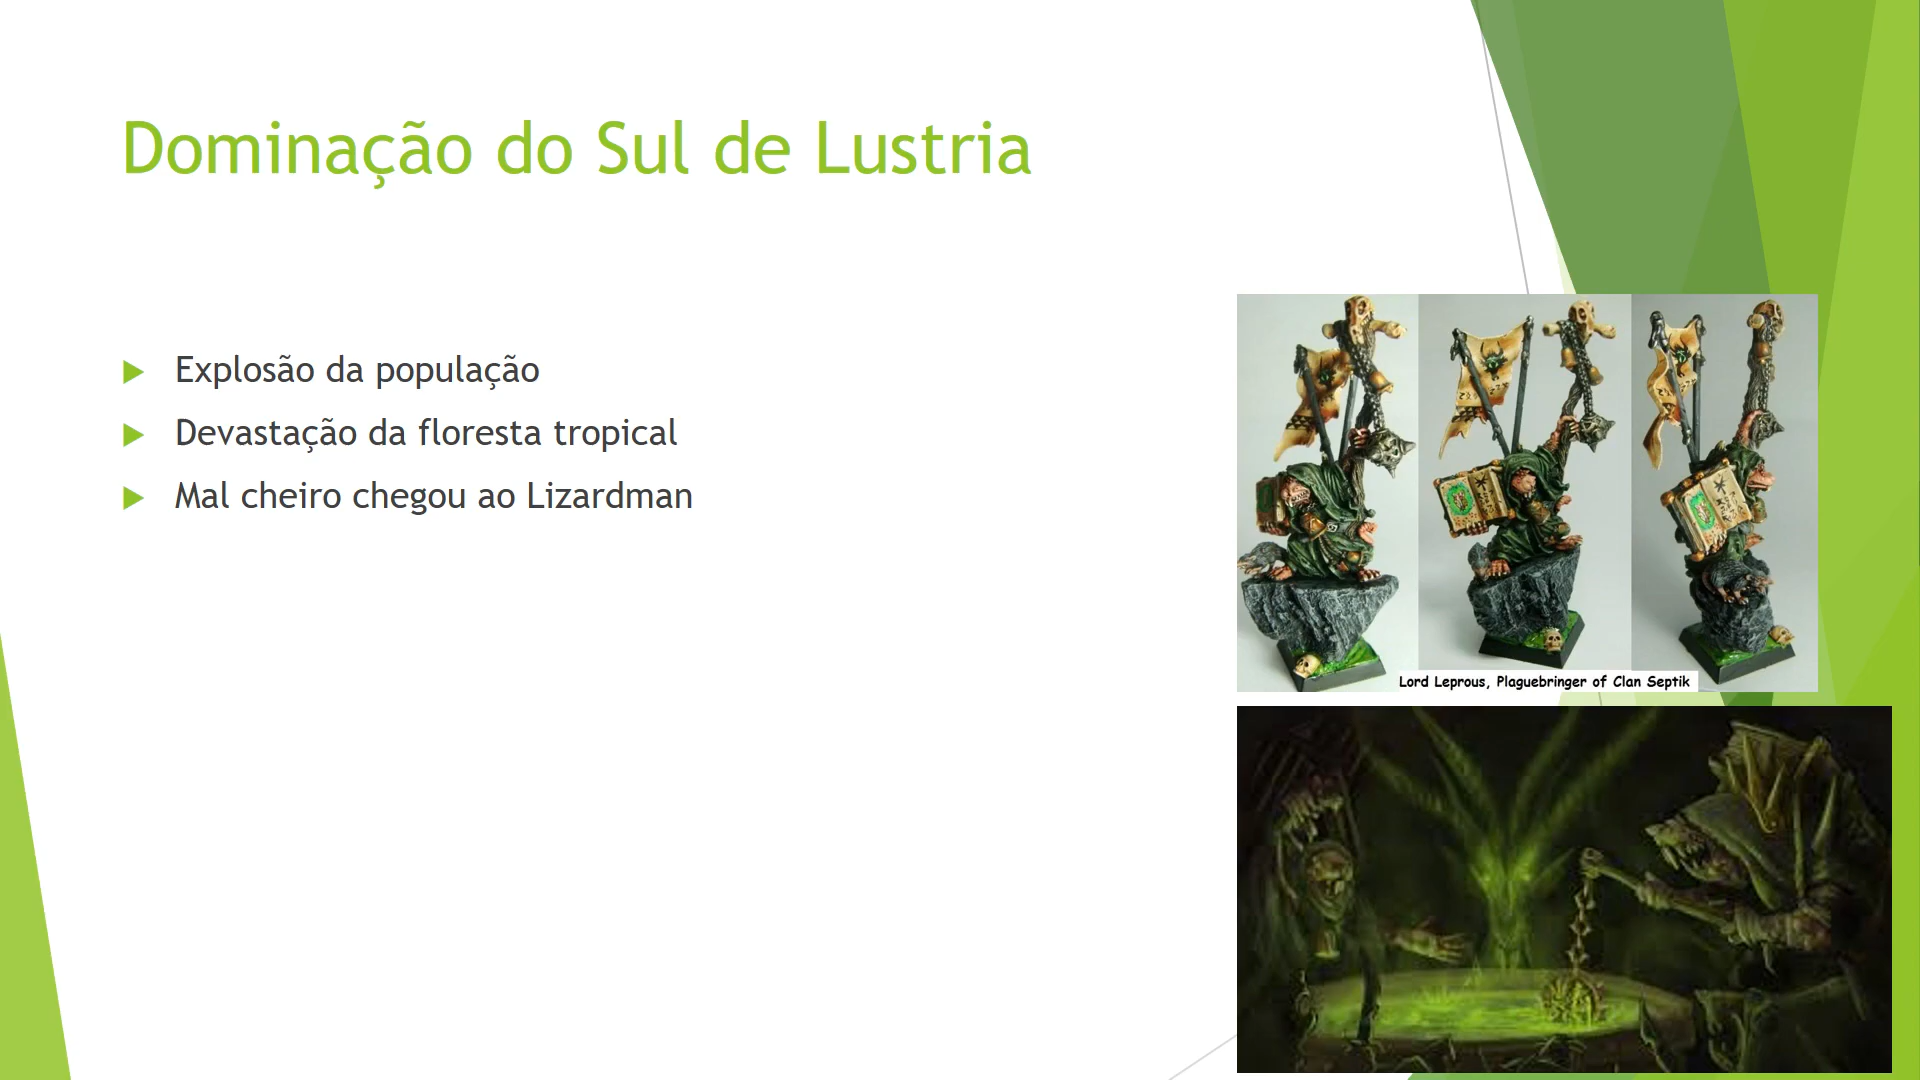 Dominação do Sul de Lustria
Explosão da população
Devastação da floresta tropical
Mal cheiro chegou ao Lizardman
Lord Leprous, Plaguebringer of Clan Septik